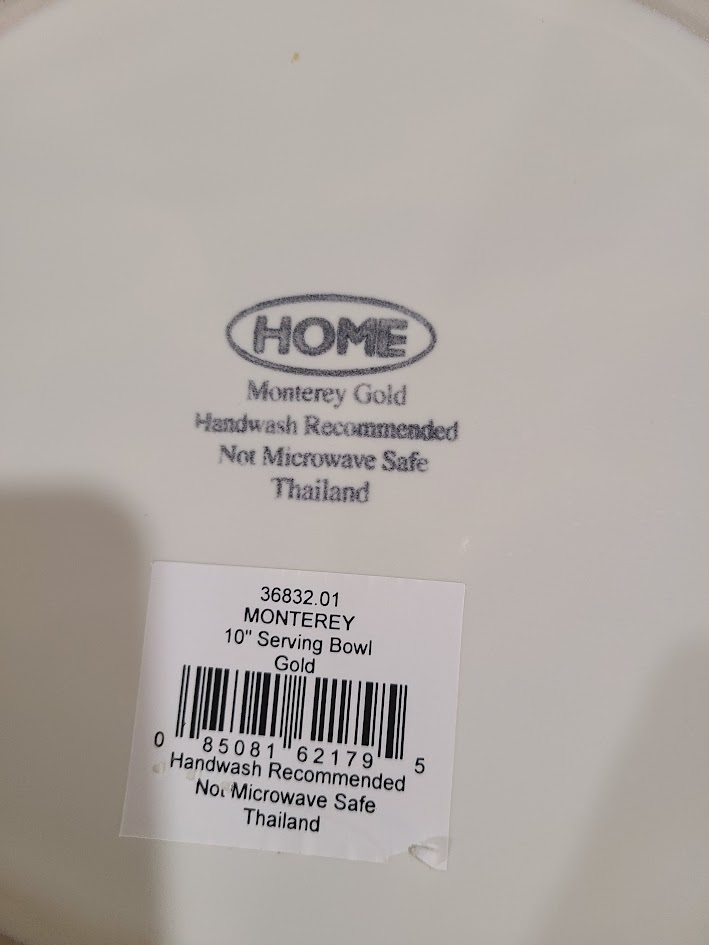 HOME
Monterey Gold
Handwash Recommended
Not Microwave Safe
Thailand
36832.01
MONTEREY
10" Serving Bowl
Gold
0 85081 62179 5
Handwash Recommended
Not Microwave Safe
Thailand